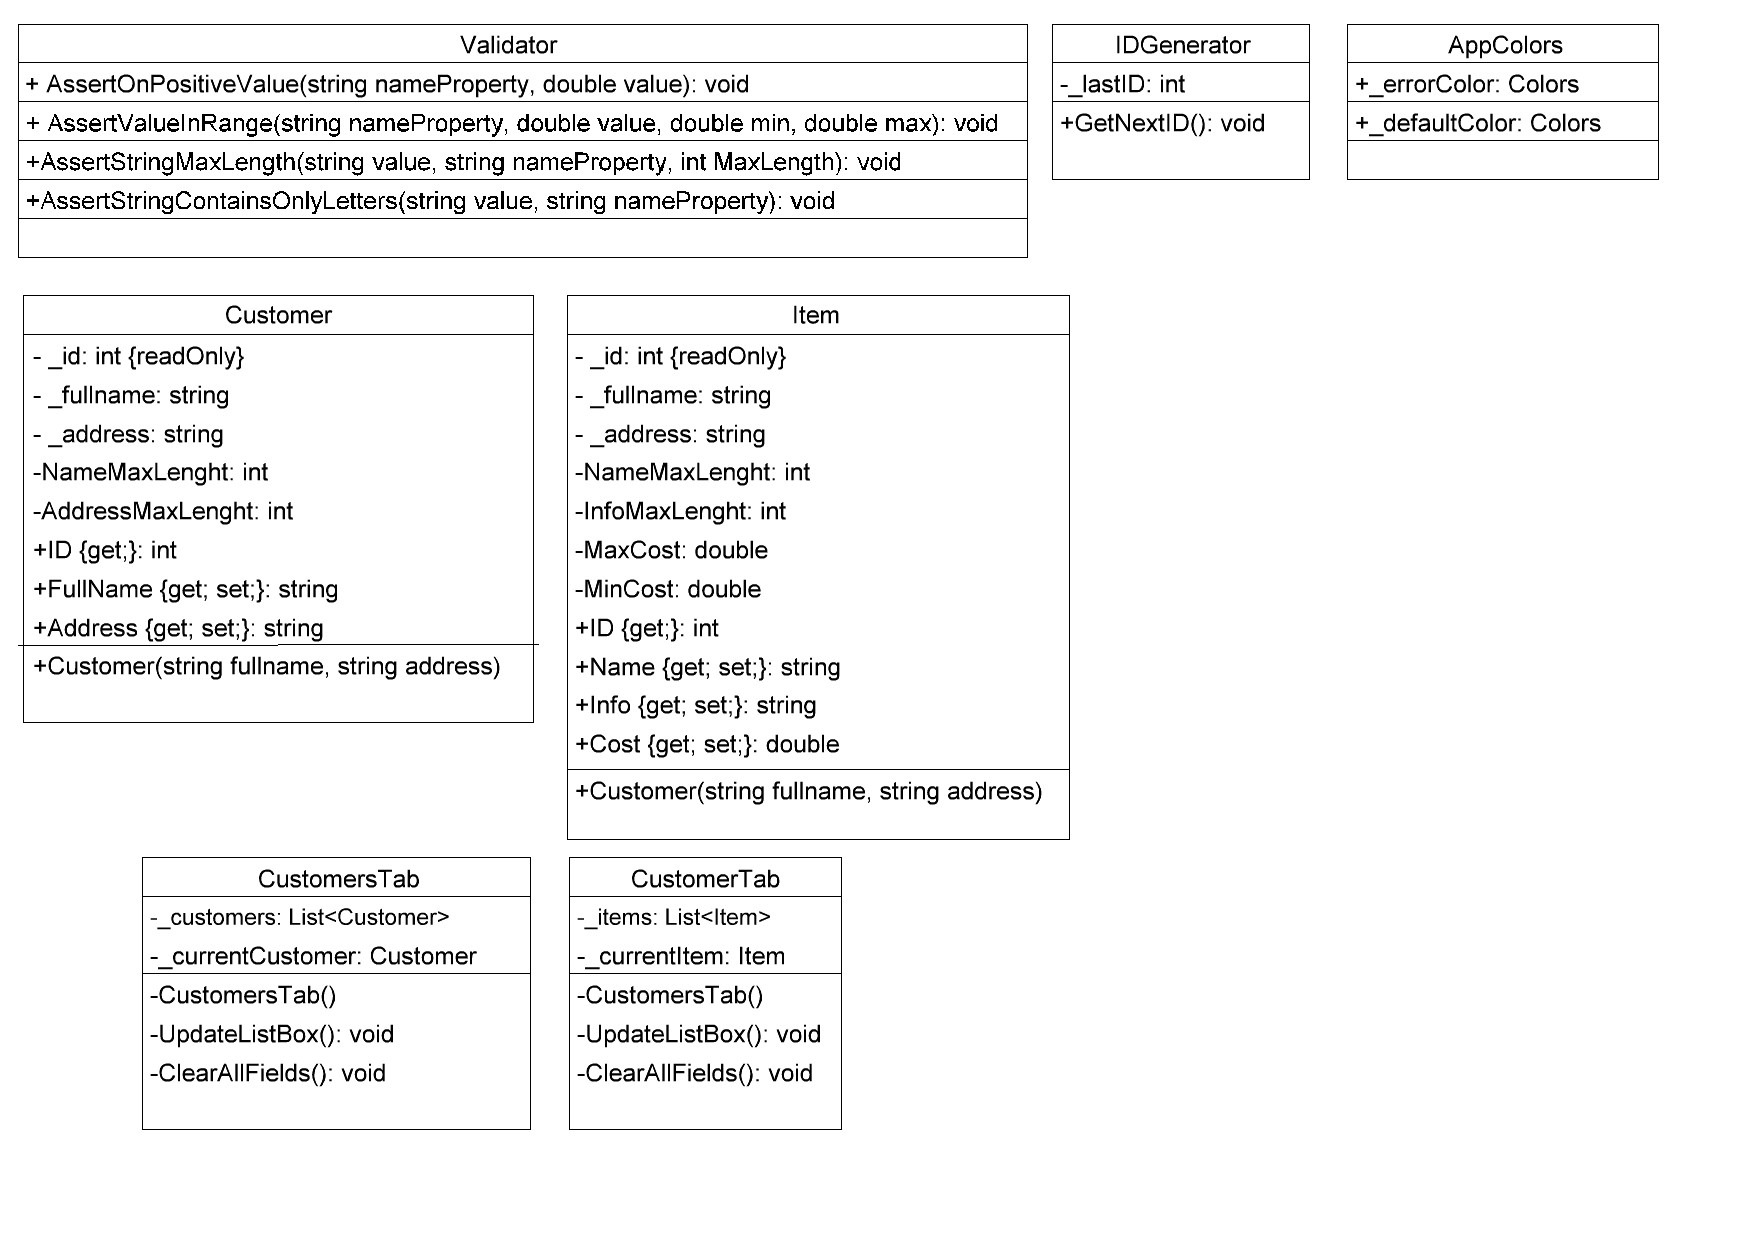 Validator
+ AssertOnPositiveValue(string nameProperty, double value): void
+ AssertValueInRange(string nameProperty, double value, double min, double max): void
+AssertStringMaxLength(string value, string nameProperty, int MaxLength): void
+AssertStringContainsOnlyLetters(string value, string nameProperty): void
IDGenerator
-_lastID: int
+GetNextID(): void
AppColors
+_errorColor: Colors
+_defaultColor: Colors
Customer
- _id: int {readOnly}
- _fullname: string
- _address: string
-NameMaxLenght: int
-AddressMaxLenght: int
+ID {get;}: int
+FullName {get; set;}: string
+Address {get; set;}: string
+Customer(string fullname, string address)
Item
- _id: int {readOnly}
- _fullname: string
- _address: string
-NameMaxLenght: int
-InfoMaxLenght: int
-MaxCost: double
-MinCost: double
+ID {get;}: int
+Name {get; set;}: string
+Info {get; set;}: string
+Cost {get; set;}: double
+Customer(string fullname, string address)
CustomersTab
-_customers: List<Customer>
-_currentCustomer: Customer
-CustomersTab()
-UpdateListBox(): void
-ClearAllFields(): void
CustomerTab
-_items: List<Item>
-_currentItem: Item
-CustomersTab()
-UpdateListBox(): void
-ClearAllFields(): void